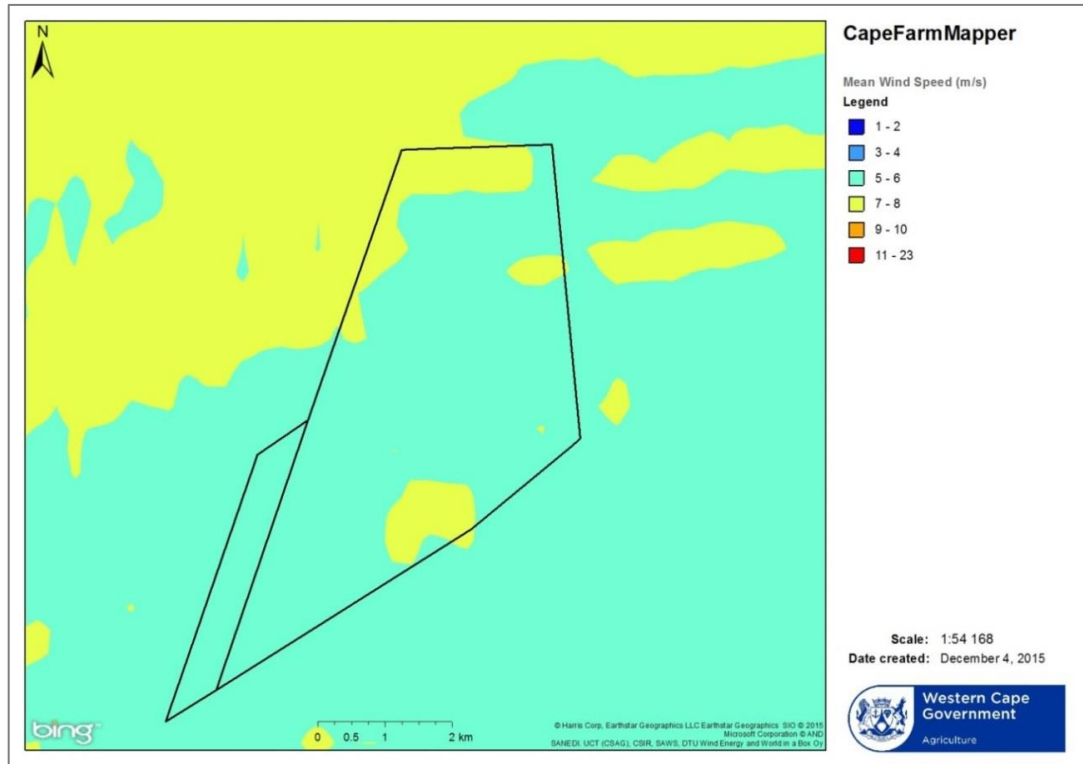 N
CapeFarmMapper
Mean Wind Speed (m/s)
Legend
1 - 2
3 - 4
5 - 6
7 - 8
9 - 10
11 - 23
Scale: 1:54 168
Date created: December 4, 2015
Western Cape
Government
Agriculture
bing
0 0.5 1 2 km
© Harris Corp, Earthstar Geographics LLC Earthstar Geographics SIO © 2015
Microsoft Corporation © AND
SANEDI, UCT (CSAG), CSIR, SAWS, DTU Wind Energy and World in a Box Oy